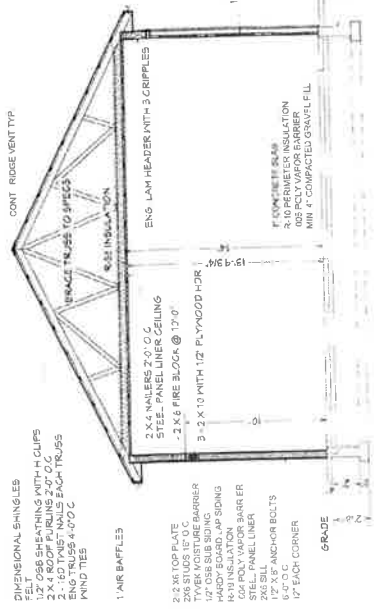 CONT RIDGE VENT TYP.
DIMENSIONAL SHINGLES
FELT
1/2" OSB SHEATHING WITH H CLIPS
2 X 4 ROOF PURLINS 2'-0" O C
2 - 16D TWIST NAILS EACH TRUSS
ENG TRUSS 4'-0" O C
WIND TIES
BRACE TRUSS TO SPECS
INSULATION
1" AIR BAFFLES
ENG LAM HEADER WITH 3 CRIPPLES
2 X 4 NAILERS 2'-0" O C
STEEL PANEL LINER CEILING
- 2 X 6 FIRE BLOCK @ 10'-0"
3 - 2 X 10 WITH 1/2" PLYWOOD HDR
13'-9 3/4"
10'
2-2 X6 TOP PLATE
2X6 STUDS 16" O C
TYVEK MOISTURE BARRIER
1/2" OSB SUB SIDING
HARDY BOARD LAP SIDING
R-19 INSULATION
POLY VAPOR BARRIER
STEEL PANEL LINER
2X6 SILL
1/2" X 8" ANCHOR BOLTS
6'-0" O C
12" EACH CORNER
CONCRETE SLAB
R-10 PERIMETER INSULATION
POLY VAPOR BARRIER
MIN 4" COMPACTED GRAVEL FILL
GRADE